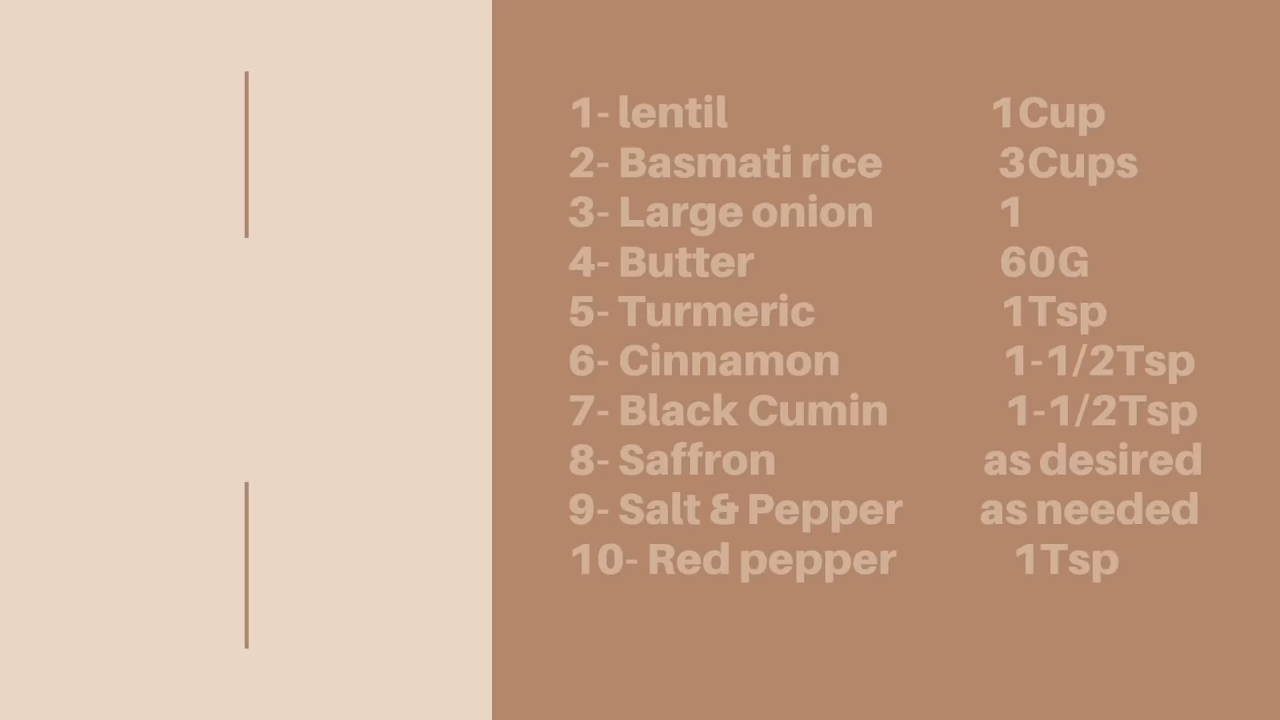 1- lentil 1Cup
2- Basmati rice 3Cups
3- Large onion 1
4- Butter 60G
5- Turmeric 1Tsp
6- Cinnamon 1-1/2Tsp
7- Black Cumin 1-1/2Tsp
8- Saffron as desired
9- Salt & Pepper as needed
10- Red pepper 1Tsp